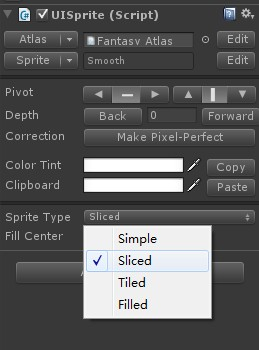 UISprite (Script)
Atlas Fantasy Atlas Edit
Sprite Smooth Edit
Pivot
Depth Back 0 Forward
Correction Make Pixel-Perfect
Color Tint Copy
Clipboard Paste
Sprite Type Sliced
Fill Center
Simple
Sliced
Tiled
Filled